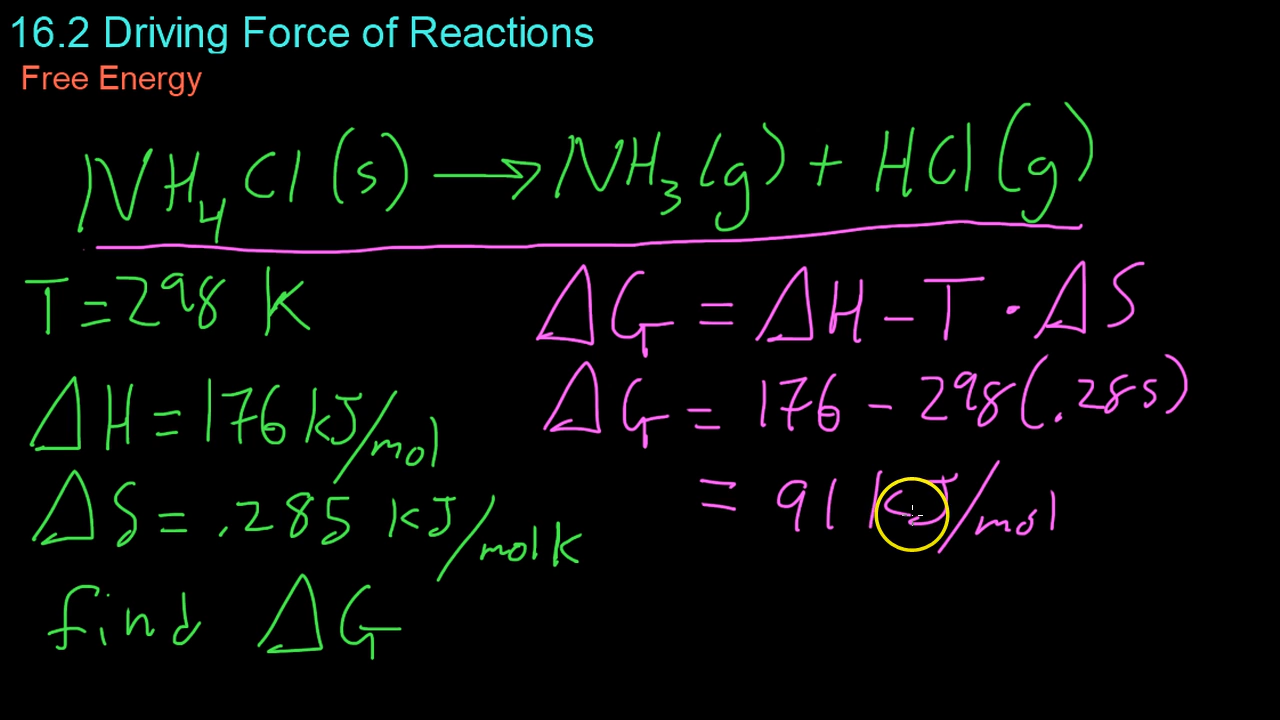 16.2 Driving Force of Reactions
Free Energy
NH₄Cl(s) → NH₃(g) + HCl(g)
T = 298 K
ΔH = 176 kJ/mol
ΔS = .285 kJ/molK
find ΔG
ΔG = ΔH - T · ΔS
ΔG = 176 - 298(.285)
= 91 kJ/mol